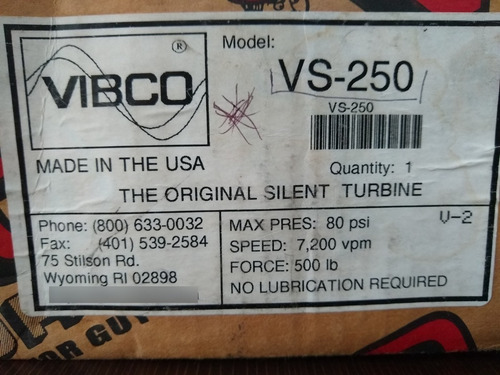 VIBCO ®
Model:
VS-250
VS-250
MADE IN THE USA
Quantity: 1
THE ORIGINAL SILENT TURBINE
Phone: (800) 633-0032
Fax: (401) 539-2584
75 Stilson Rd.
Wyoming RI 02898
MAX PRES: 80 psi
V-2
SPEED: 7,200 vpm
FORCE: 500 lb
NO LUBRICATION REQUIRED
OR GU